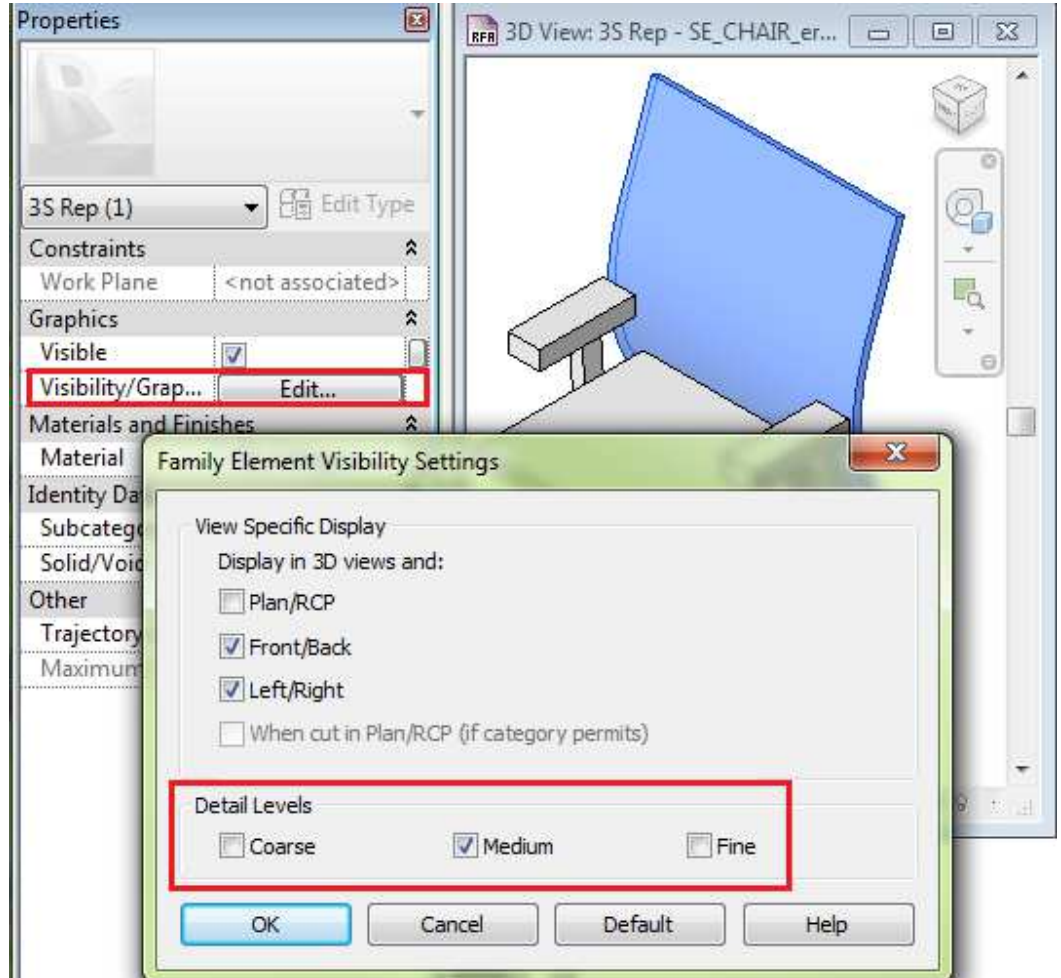 Properties
RFA 3D View: 3S Rep - SE_CHAIR_er...
3S Rep (1)
Edit Type
Constraints
Work Plane <not associated>
Graphics
Visible
Visibility/Grap... Edit...
Materials and Finishes
Material
Identity Da
Subcatego
Solid/Void
Other
Trajectory
Maximum
Family Element Visibility Settings
View Specific Display
Display in 3D views and:
Plan/RCP
Front/Back
Left/Right
When cut in Plan/RCP (if category permits)
Detail Levels
Coarse Medium Fine
OK Cancel Default Help